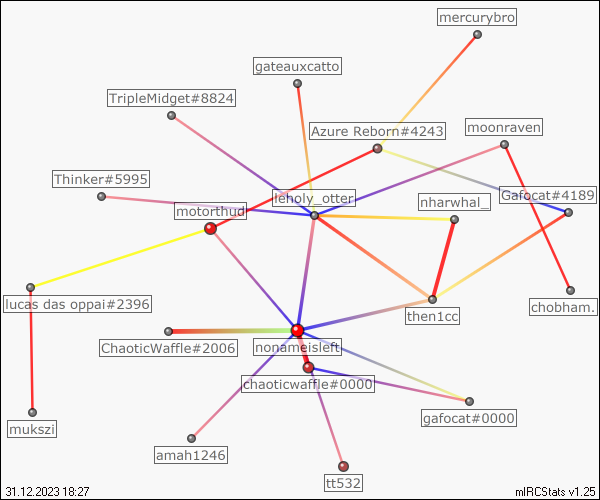 mercurybro
gateauxcatto
TripleMidget#8824
Azure Reborn#4243
moonraven
Thinker#5995
leholy_otter
nharwhal_
Gafocat#4189
motorthud
lucas das oppai#2396
then1cc
chobham.
ChaoticWaffle#2006
nonameisleft
chaoticwaffle#0000
gafocat#0000
mukszi
amah1246
tt532
31.12.2023 18:27
mIRCStats v1.25